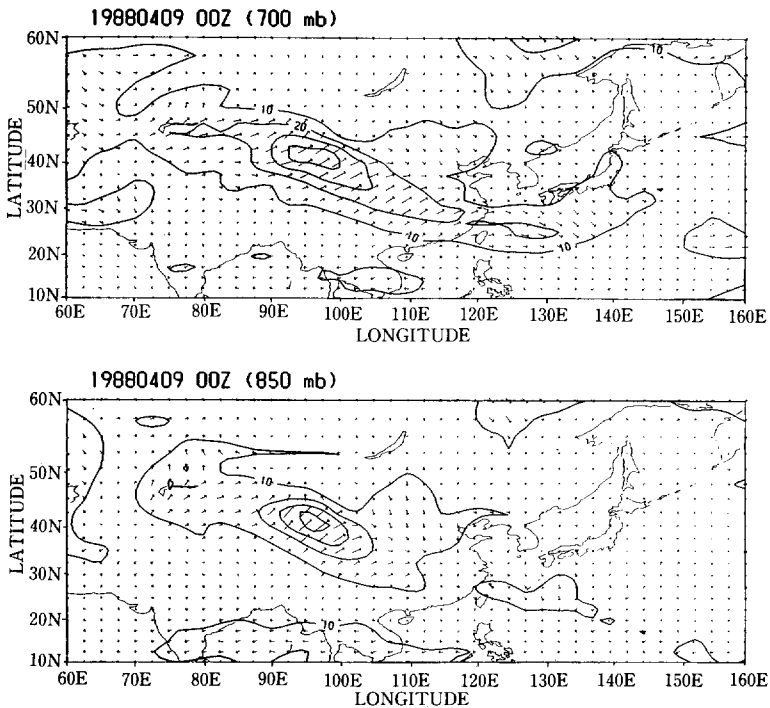 19880409 00Z (700 mb)
60N
50N
40N
30N
20N
10N
LATITUDE
10
10
20
10
10
60E 70E 80E 90E 100E 110E 120E 130E 140E 150E 160E
LONGITUDE
19880409 00Z (850 mb)
60N
50N
40N
30N
20N
10N
LATITUDE
10
10
10
60E 70E 80E 90E 100E 110E 120E 130E 140E 150E 160E
LONGITUDE